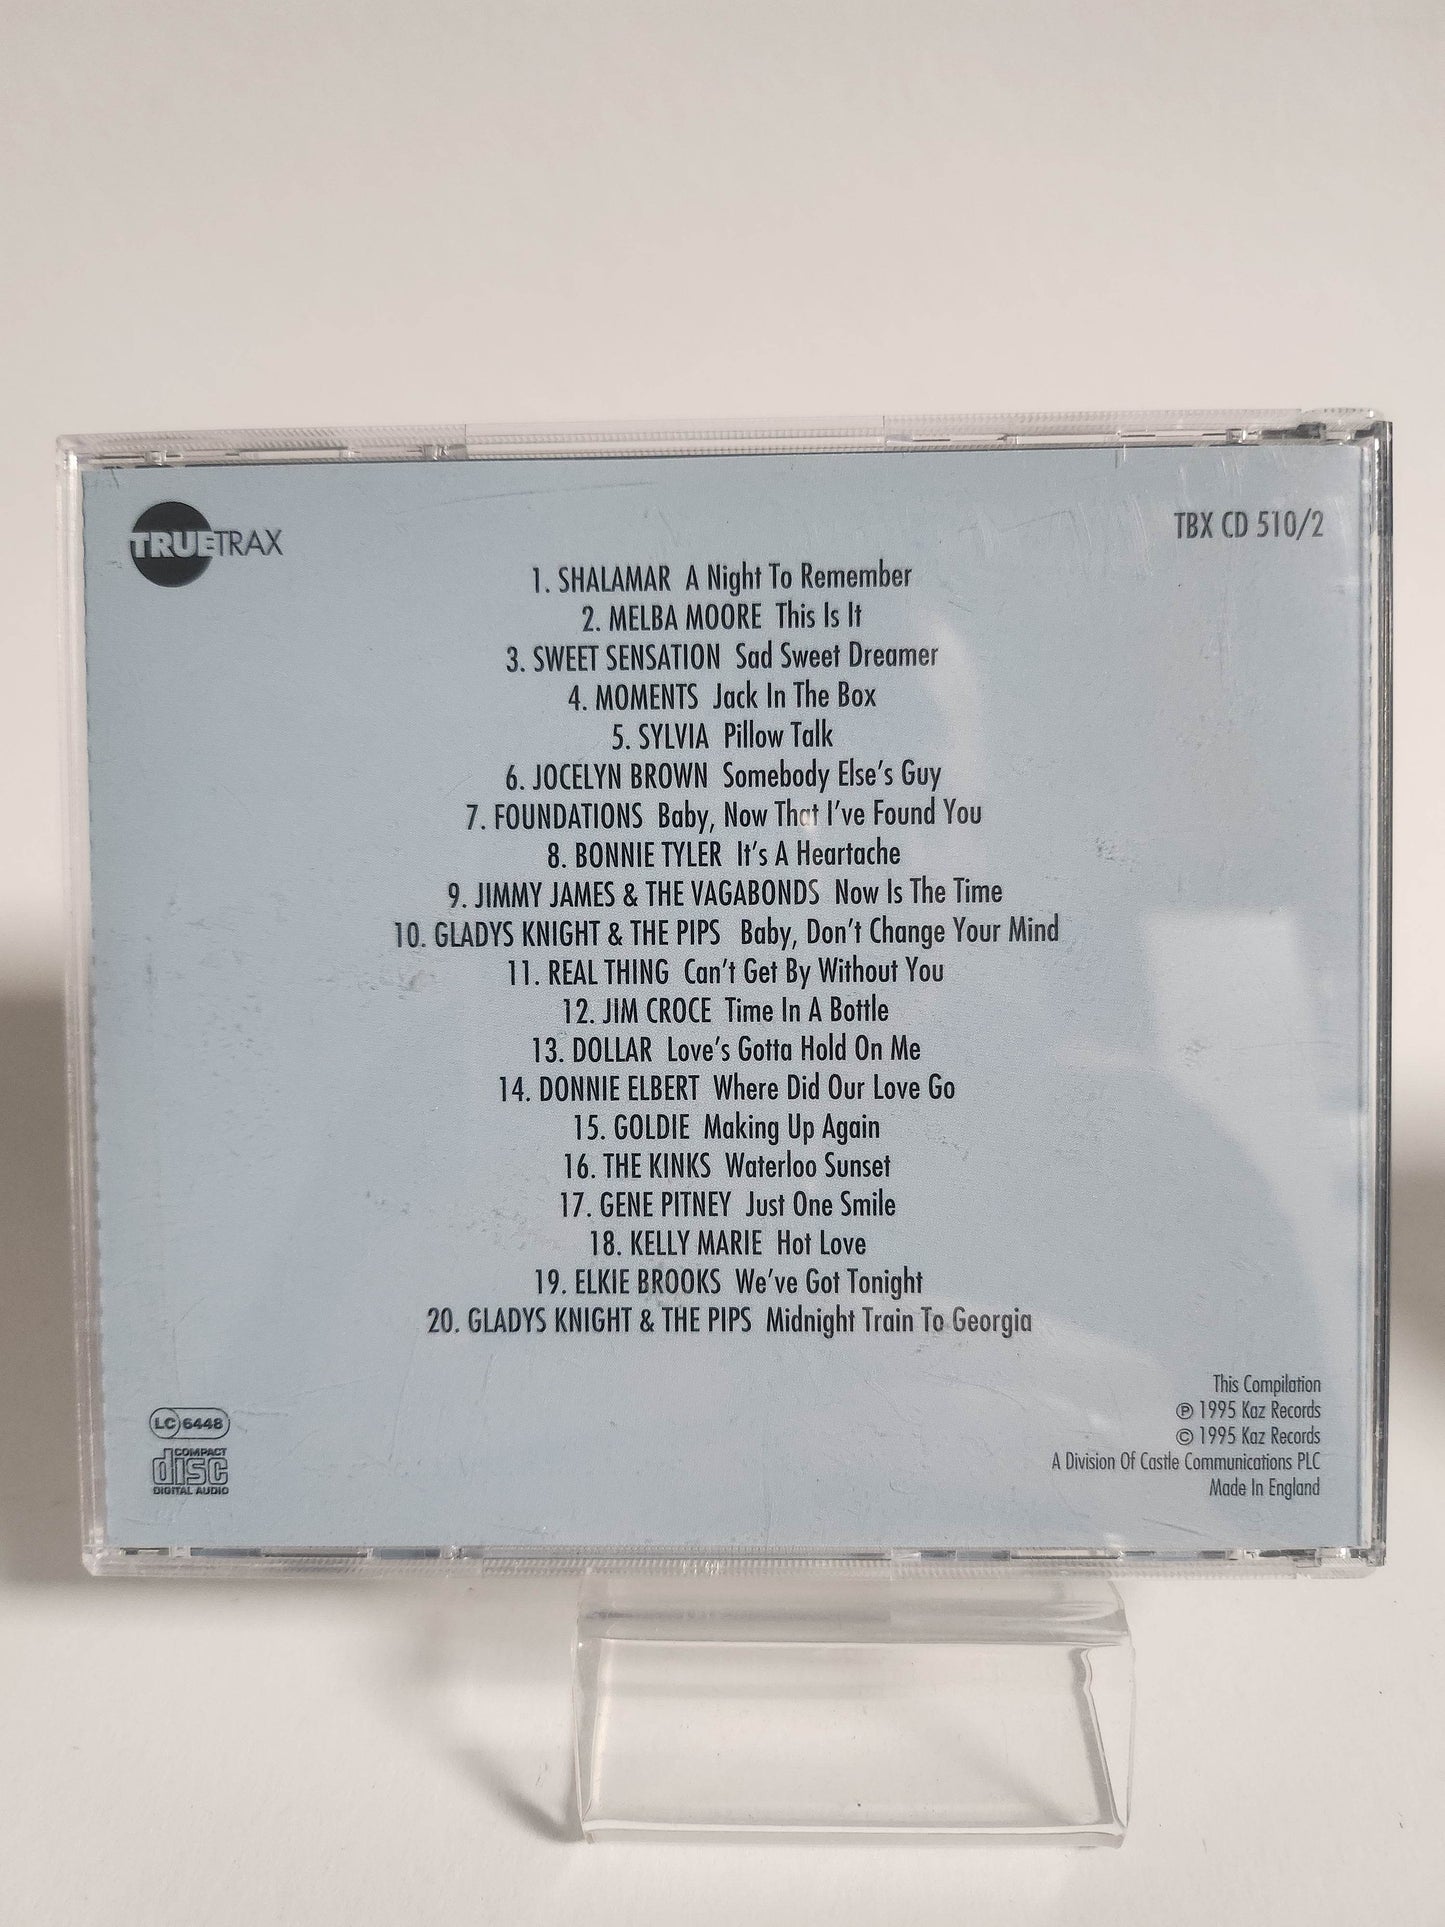 TRUETRAX
TBX CD 510/2
1. SHALAMAR A Night To Remember
2. MELBA MOORE This Is It
3. SWEET SENSATION Sad Sweet Dreamer
4. MOMENTS Jack In The Box
5. SYLVIA Pillow Talk
6. JOCELYN BROWN Somebody Else's Guy
7. FOUNDATIONS Baby, Now That I've Found You
8. BONNIE TYLER It's A Heartache
9. JIMMY JAMES & THE VAGABONDS Now Is The Time
10. GLADYS KNIGHT & THE PIPS Baby, Don't Change Your Mind
11. REAL THING Can't Get By Without You
12. JIM CROCE Time In A Bottle
13. DOLLAR Love's Gotta Hold On Me
14. DONNIE ELBERT Where Did Our Love Go
15. GOLDIE Making Up Again
16. THE KINKS Waterloo Sunset
17. GENE PITNEY Just One Smile
18. KELLY MARIE Hot Love
19. ELKIE BROOKS We've Got Tonight
20. GLADYS KNIGHT & THE PIPS Midnight Train To Georgia
LC 6448
COMPACT
disc
DIGITAL AUDIO
This Compilation
℗ 1995 Kaz Records
© 1995 Kaz Records
A Division Of Castle Communications PLC
Made In England